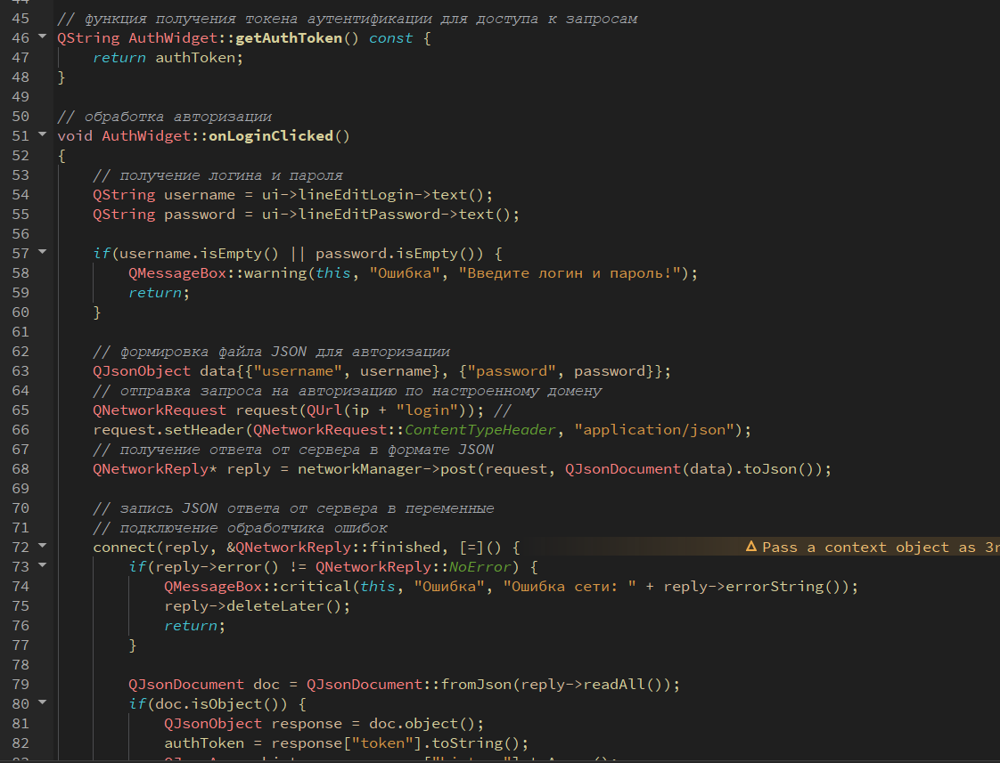 45 // функция получения токена аутентификации для доступа к запросам
46 QString AuthWidget::getAuthToken() const {
47 return authToken;
48 }
49
50 // обработка авторизации
51 void AuthWidget::onLoginClicked()
52 {
53 // получение логина и пароля
54 QString username = ui->lineEditLogin->text();
55 QString password = ui->lineEditPassword->text();
56
57 if(username.isEmpty() || password.isEmpty()) {
58 QMessageBox::warning(this, "Ошибка", "Введите логин и пароль!");
59 return;
60 }
61
62 // формировка файла JSON для авторизации
63 QJsonObject data{{"username", username}, {"password", password}};
64 // отправка запроса на авторизацию по настроенному домену
65 QNetworkRequest request(QUrl(ip + "login")); //
66 request.setHeader(QNetworkRequest::ContentTypeHeader, "application/json");
67 // получение ответа от сервера в формате JSON
68 QNetworkReply* reply = networkManager->post(request, QJsonDocument(data).toJson());
69
70 // запись JSON ответа от сервера в переменные
71 // подключение обработчика ошибок
72 connect(reply, &QNetworkReply::finished, [=]() { Pass a context object as 3r
73 if(reply->error() != QNetworkReply::NoError) {
74 QMessageBox::critical(this, "Ошибка", "Ошибка сети: " + reply->errorString());
75 reply->deleteLater();
76 return;
77 }
78
79 QJsonDocument doc = QJsonDocument::fromJson(reply->readAll());
80 if(doc.isObject()) {
81 QJsonObject response = doc.object();
82 authToken = response["token"].toString();